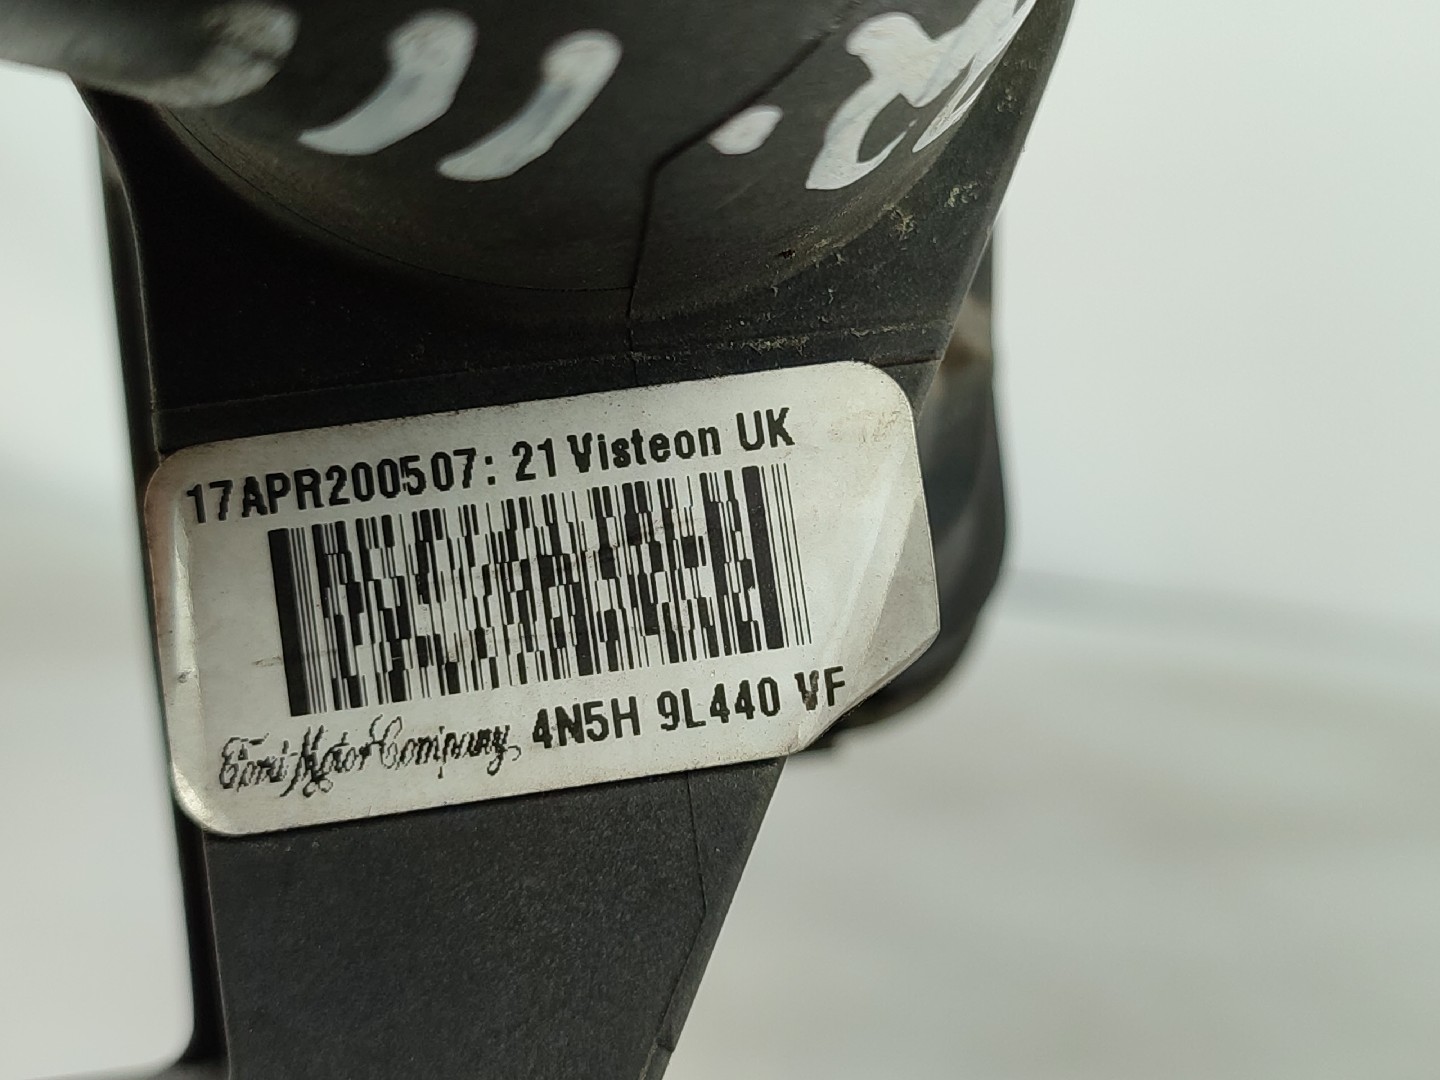 17APR200507:21 Visteon UK
Ford Motor Company, 4N5H 9L440 VF